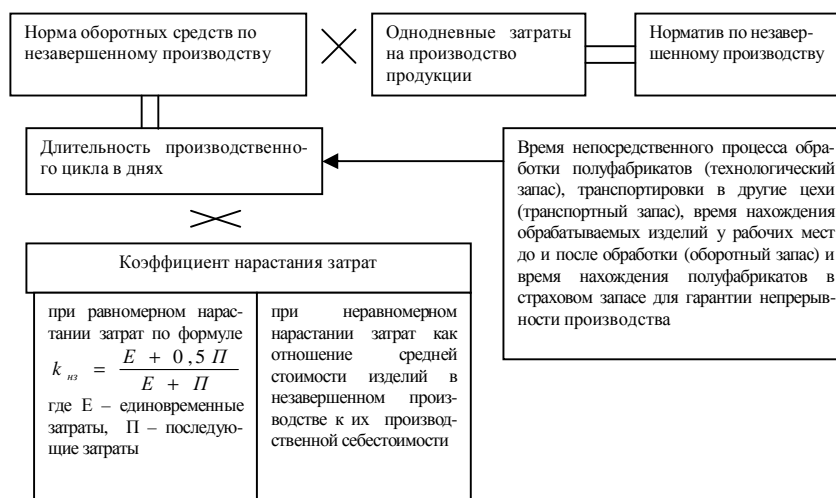 Норма оборотных средств по
незавершенному производству
Однодневные затраты
на производство
продукции
Норматив по незавер-
шенному производству
Длительность производственно-
го цикла в днях
Время непосредственного процесса обра-
ботки полуфабрикатов (технологический
запас), транспортировки в другие цехи
(транспортный запас), время нахождения
обрабатываемых изделий у рабочих мест
до и после обработки (оборотный запас) и
время нахождения полуфабрикатов в
страховом запасе для гарантии непрерыв-
ности производства
Коэффициент нарастания затрат
при равномерном нарас-
тании затрат по формуле
k нз = (E + 0,5 П) / (E + П)
где Е – единовременные
затраты, П – последую-
щие затраты
при неравномерном
нарастании затрат как
отношение средней
стоимости изделий в
незавершенном произ-
водстве к их производ-
ственной себестоимости